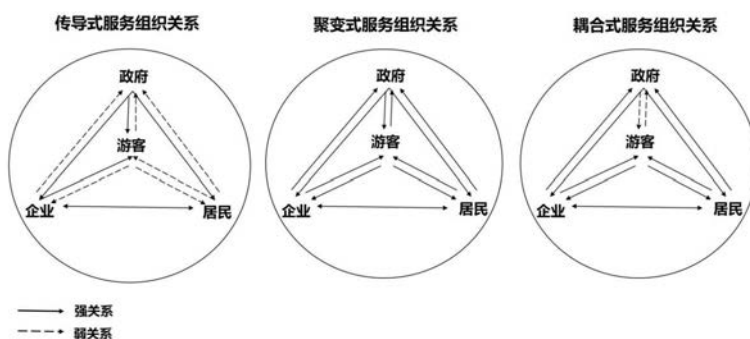 传导式服务组织关系
政府
游客
企业
居民
聚变式服务组织关系
政府
游客
企业
居民
耦合式服务组织关系
政府
游客
企业
居民
强关系
弱关系